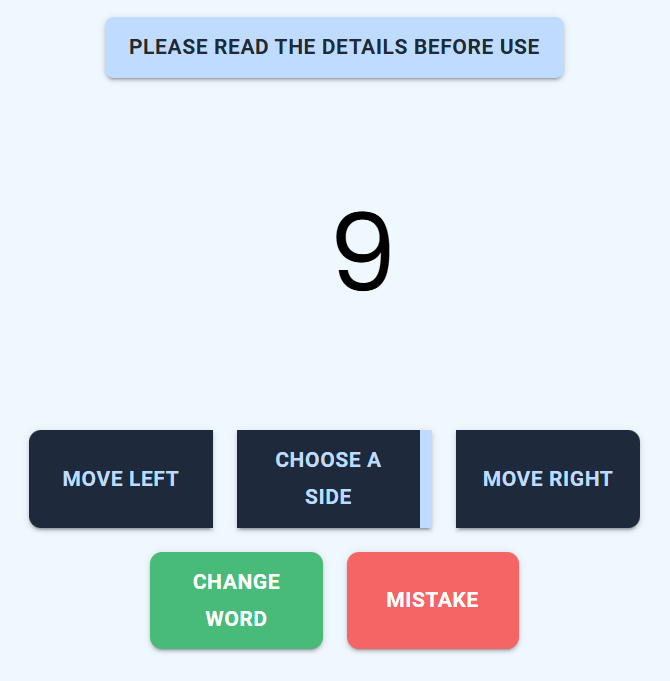 PLEASE READ THE DETAILS BEFORE USE
9
MOVE LEFT
CHOOSE A
SIDE
MOVE RIGHT
CHANGE
WORD
MISTAKE